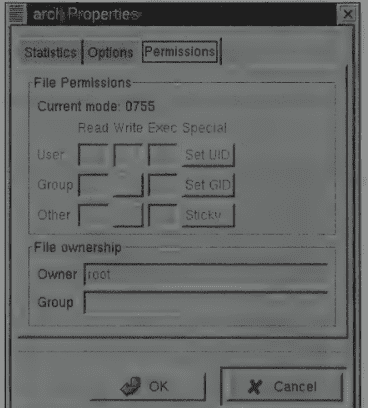 arch Properties
Statistics Options Permissions
File Permissions
Current mode: 0755
Read Write Exec Special
User Set UID
Group Set GID
Other Sticky
File ownership
Owner root
Group
OK Cancel